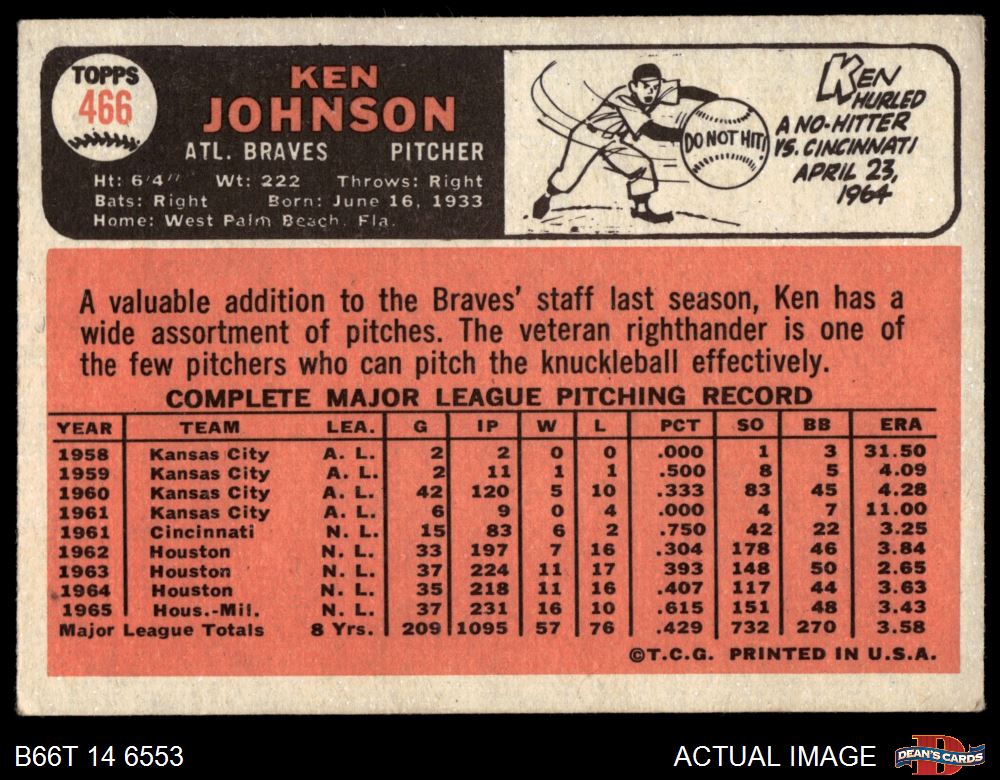 TOPPS
466
KEN
JOHNSON
ATL. BRAVES PITCHER
Ht: 6'4" Wt: 222 Throws: Right
Bats: Right Born: June 16, 1933
Home: West Palm Beach, Fla.
DO NOT HIT!
KEN
HURLED
A NO-HITTER
VS. CINCINNATI
APRIL 23,
1964
A valuable addition to the Braves' staff last season, Ken has a
wide assortment of pitches. The veteran righthander is one of
the few pitchers who can pitch the knuckleball effectively.
COMPLETE MAJOR LEAGUE PITCHING RECORD
YEAR TEAM LEA. G IP W L PCT SO BB ERA
1958 Kansas City A. L. 2 2 0 0 .000 1 3 31.50
1959 Kansas City A. L. 2 11 1 1 .500 8 5 4.09
1960 Kansas City A. L. 42 120 5 10 .333 83 45 4.28
1961 Kansas City A. L. 6 9 0 4 .000 4 7 11.00
1961 Cincinnati N. L. 15 83 6 2 .750 42 22 3.25
1962 Houston N. L. 33 197 7 16 .304 178 46 3.84
1963 Houston N. L. 37 224 11 17 .393 148 50 2.65
1964 Houston N. L. 35 218 11 16 .407 117 44 3.63
1965 Hous.-Mil. N. L. 37 231 16 10 .615 151 48 3.43
Major League Totals 8 Yrs. 209 1095 57 76 .429 732 270 3.58
©T.C.G. PRINTED IN U.S.A.
B66T 14 6553
ACTUAL IMAGE
DEAN'S CARDS